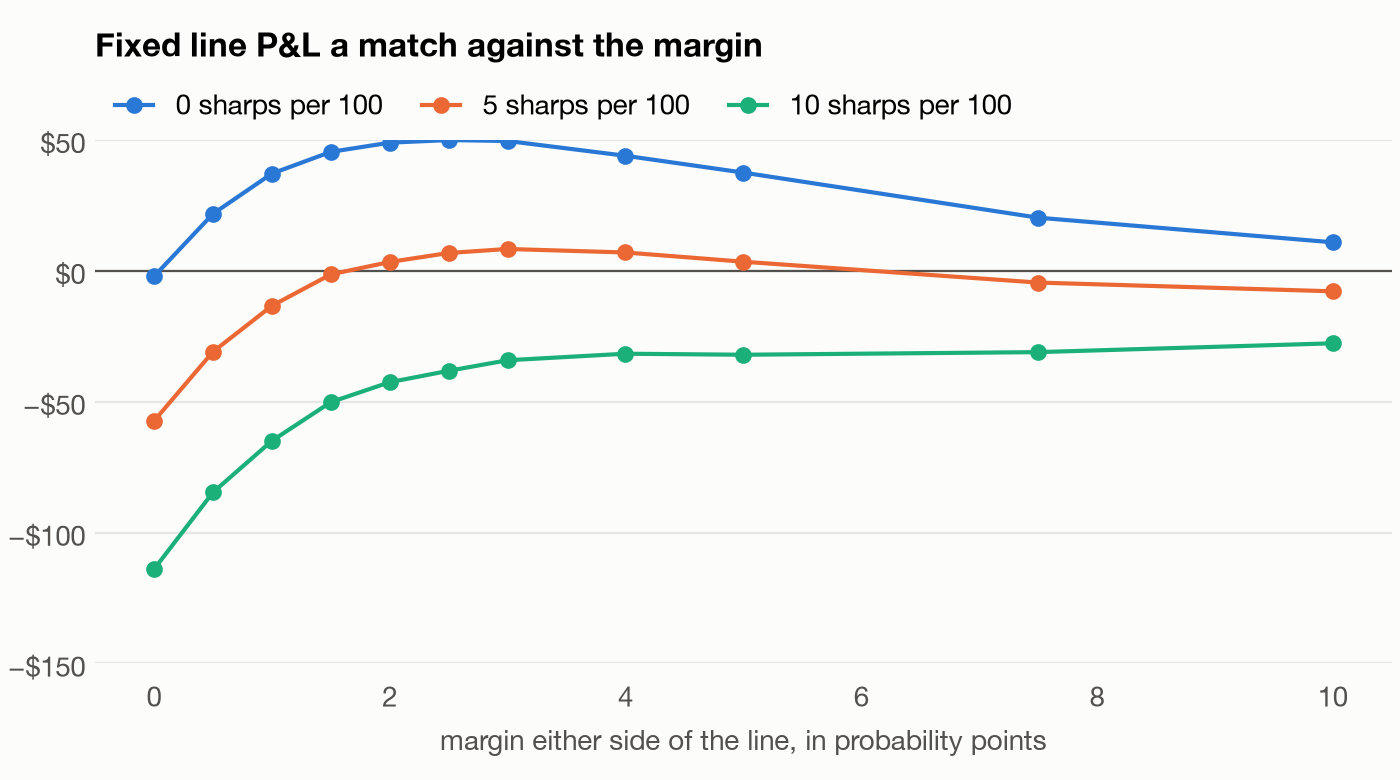 Fixed line P&L a match against the margin
0 sharps per 100 5 sharps per 100 10 sharps per 100
$50
$0
−$50
−$100
−$150
0 2 4 6 8 10
margin either side of the line, in probability points